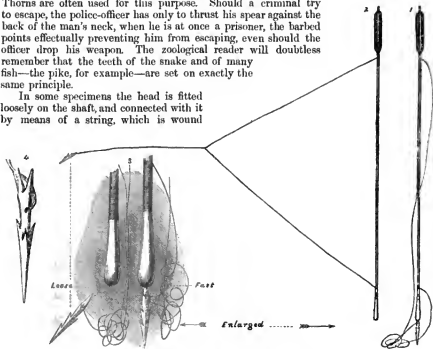 Thorns are often used for this purpose. Should a criminal try
to escape, the police-officer has only to thrust his spear against the
back of the man's neck, when he is at once a prisoner, the barbed
points effectually preventing him from escaping, even should the
officer drop his weapon. The zoological reader will doubtless
remember that the teeth of the snake and of many
fish—the pike, for example—are set on exactly the
same principle.
In some specimens the head is fitted
loosely on the shaft, and connected with it
by means of a string, which is wound
2
1
4
3
Loose
Fast
Enlarged